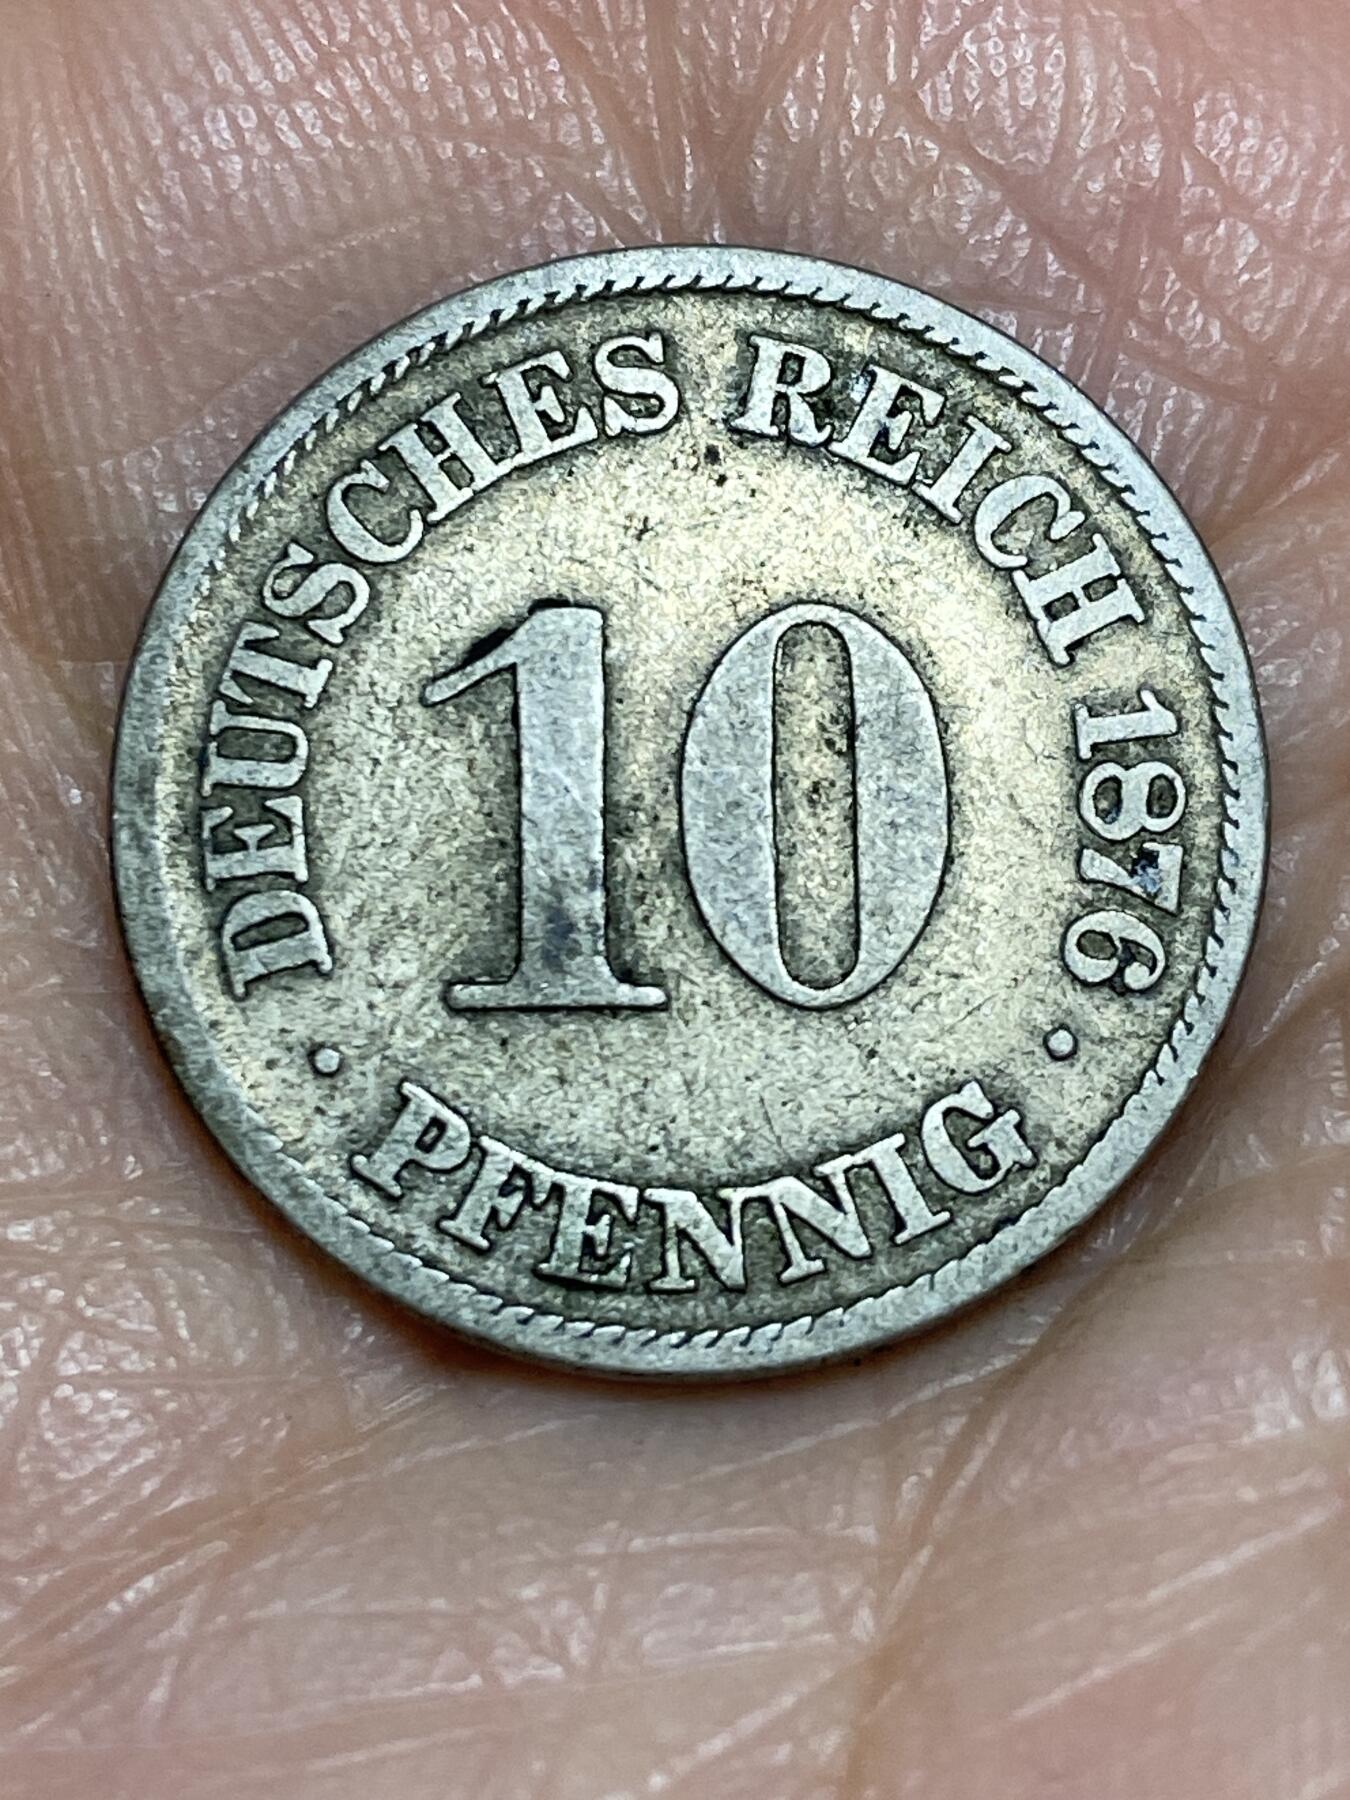 DEUTSCHES REICH 1876
10
• PFENNIG •